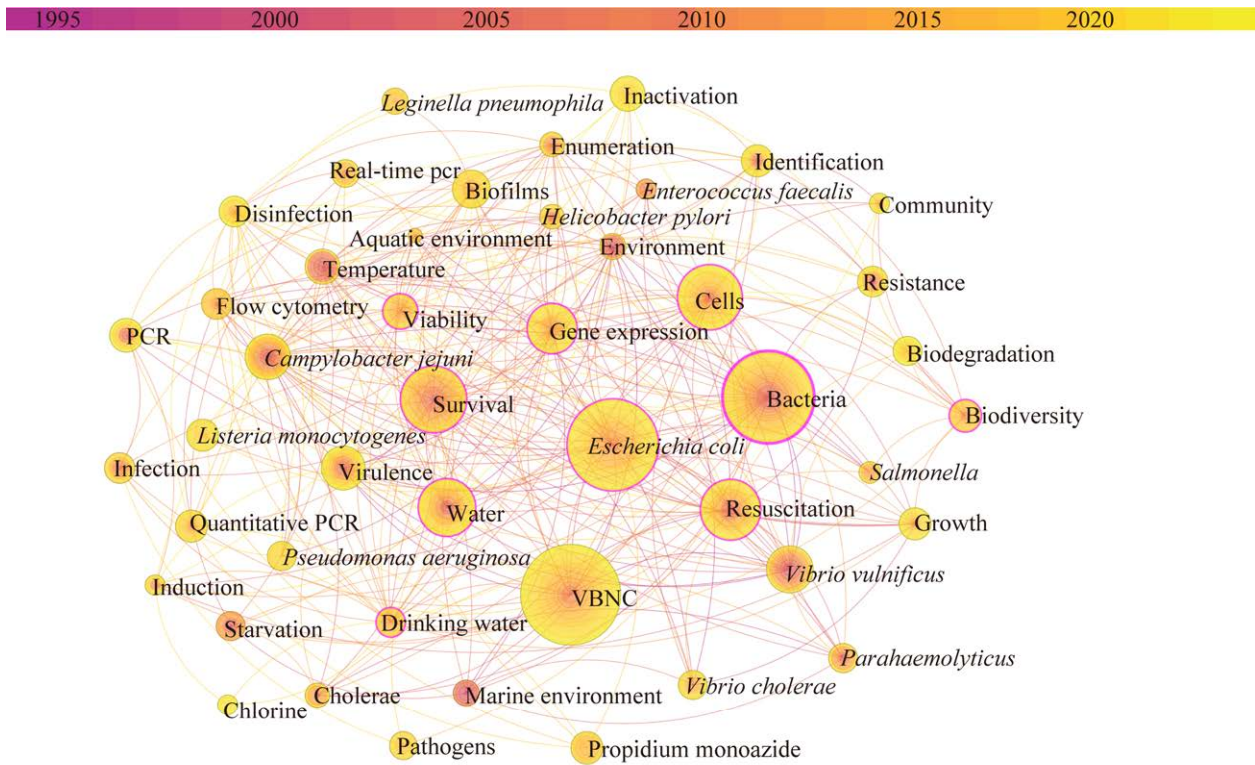 1995 2000 2005 2010 2015 2020
Inactivation
Leginella pneumophila
Enumeration
Identification
Real-time pcr
Biofilms
Enterococcus faecalis
Community
Disinfection
Helicobacter pylori
Aquatic environment
Environment
Temperature
Resistance
Flow cytometry
Cells
Viability
Gene expression
PCR
Campylobacter jejuni
Biodegradation
Survival
Bacteria
Biodiversity
Listeria monocytogenes
Escherichia coli
Infection
Virulence
Salmonella
Water
Resuscitation
Quantitative PCR
Growth
Pseudomonas aeruginosa
Vibrio vulnificus
Induction
VBNC
Starvation
Drinking water
Parahaemolyticus
Cholerae
Marine environment
Vibrio cholerae
Chlorine
Pathogens
Propidium monoazide